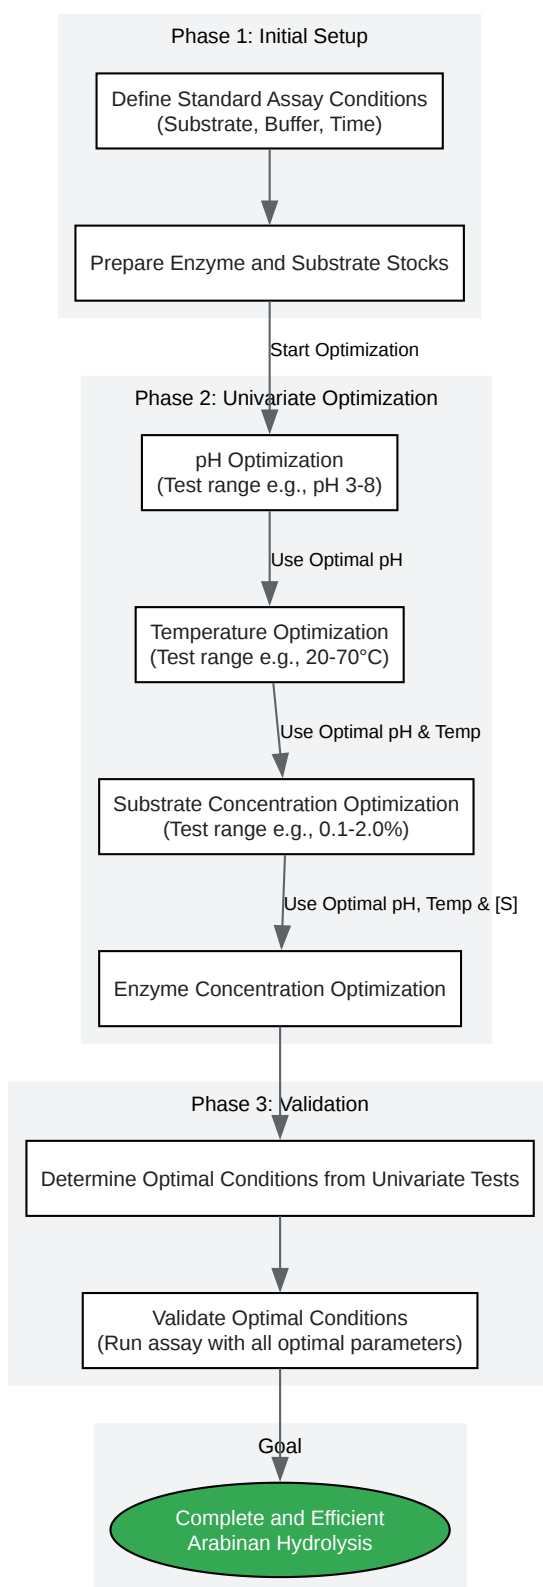 Phase 1: Initial Setup
Define Standard Assay Conditions
(Substrate, Buffer, Time)
Prepare Enzyme and Substrate Stocks
Start Optimization
Phase 2: Univariate Optimization
pH Optimization
(Test range e.g., pH 3-8)
Use Optimal pH
Temperature Optimization
(Test range e.g., 20-70°C)
Use Optimal pH & Temp
Substrate Concentration Optimization
(Test range e.g., 0.1-2.0%)
Use Optimal pH, Temp & [S]
Enzyme Concentration Optimization
Phase 3: Validation
Determine Optimal Conditions from Univariate Tests
Validate Optimal Conditions
(Run assay with all optimal parameters)
Goal
Complete and Efficient
Arabinan Hydrolysis